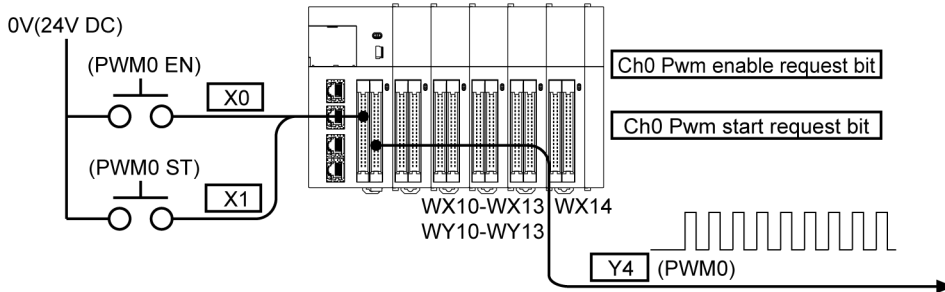 0V(24V DC)
(PWM0 EN)
X0
(PWM0 ST)
X1
Ch0 Pwm enable request bit
Ch0 Pwm start request bit
WX10-WX13 WX14
WY10-WY13
Y4 (PWM0)